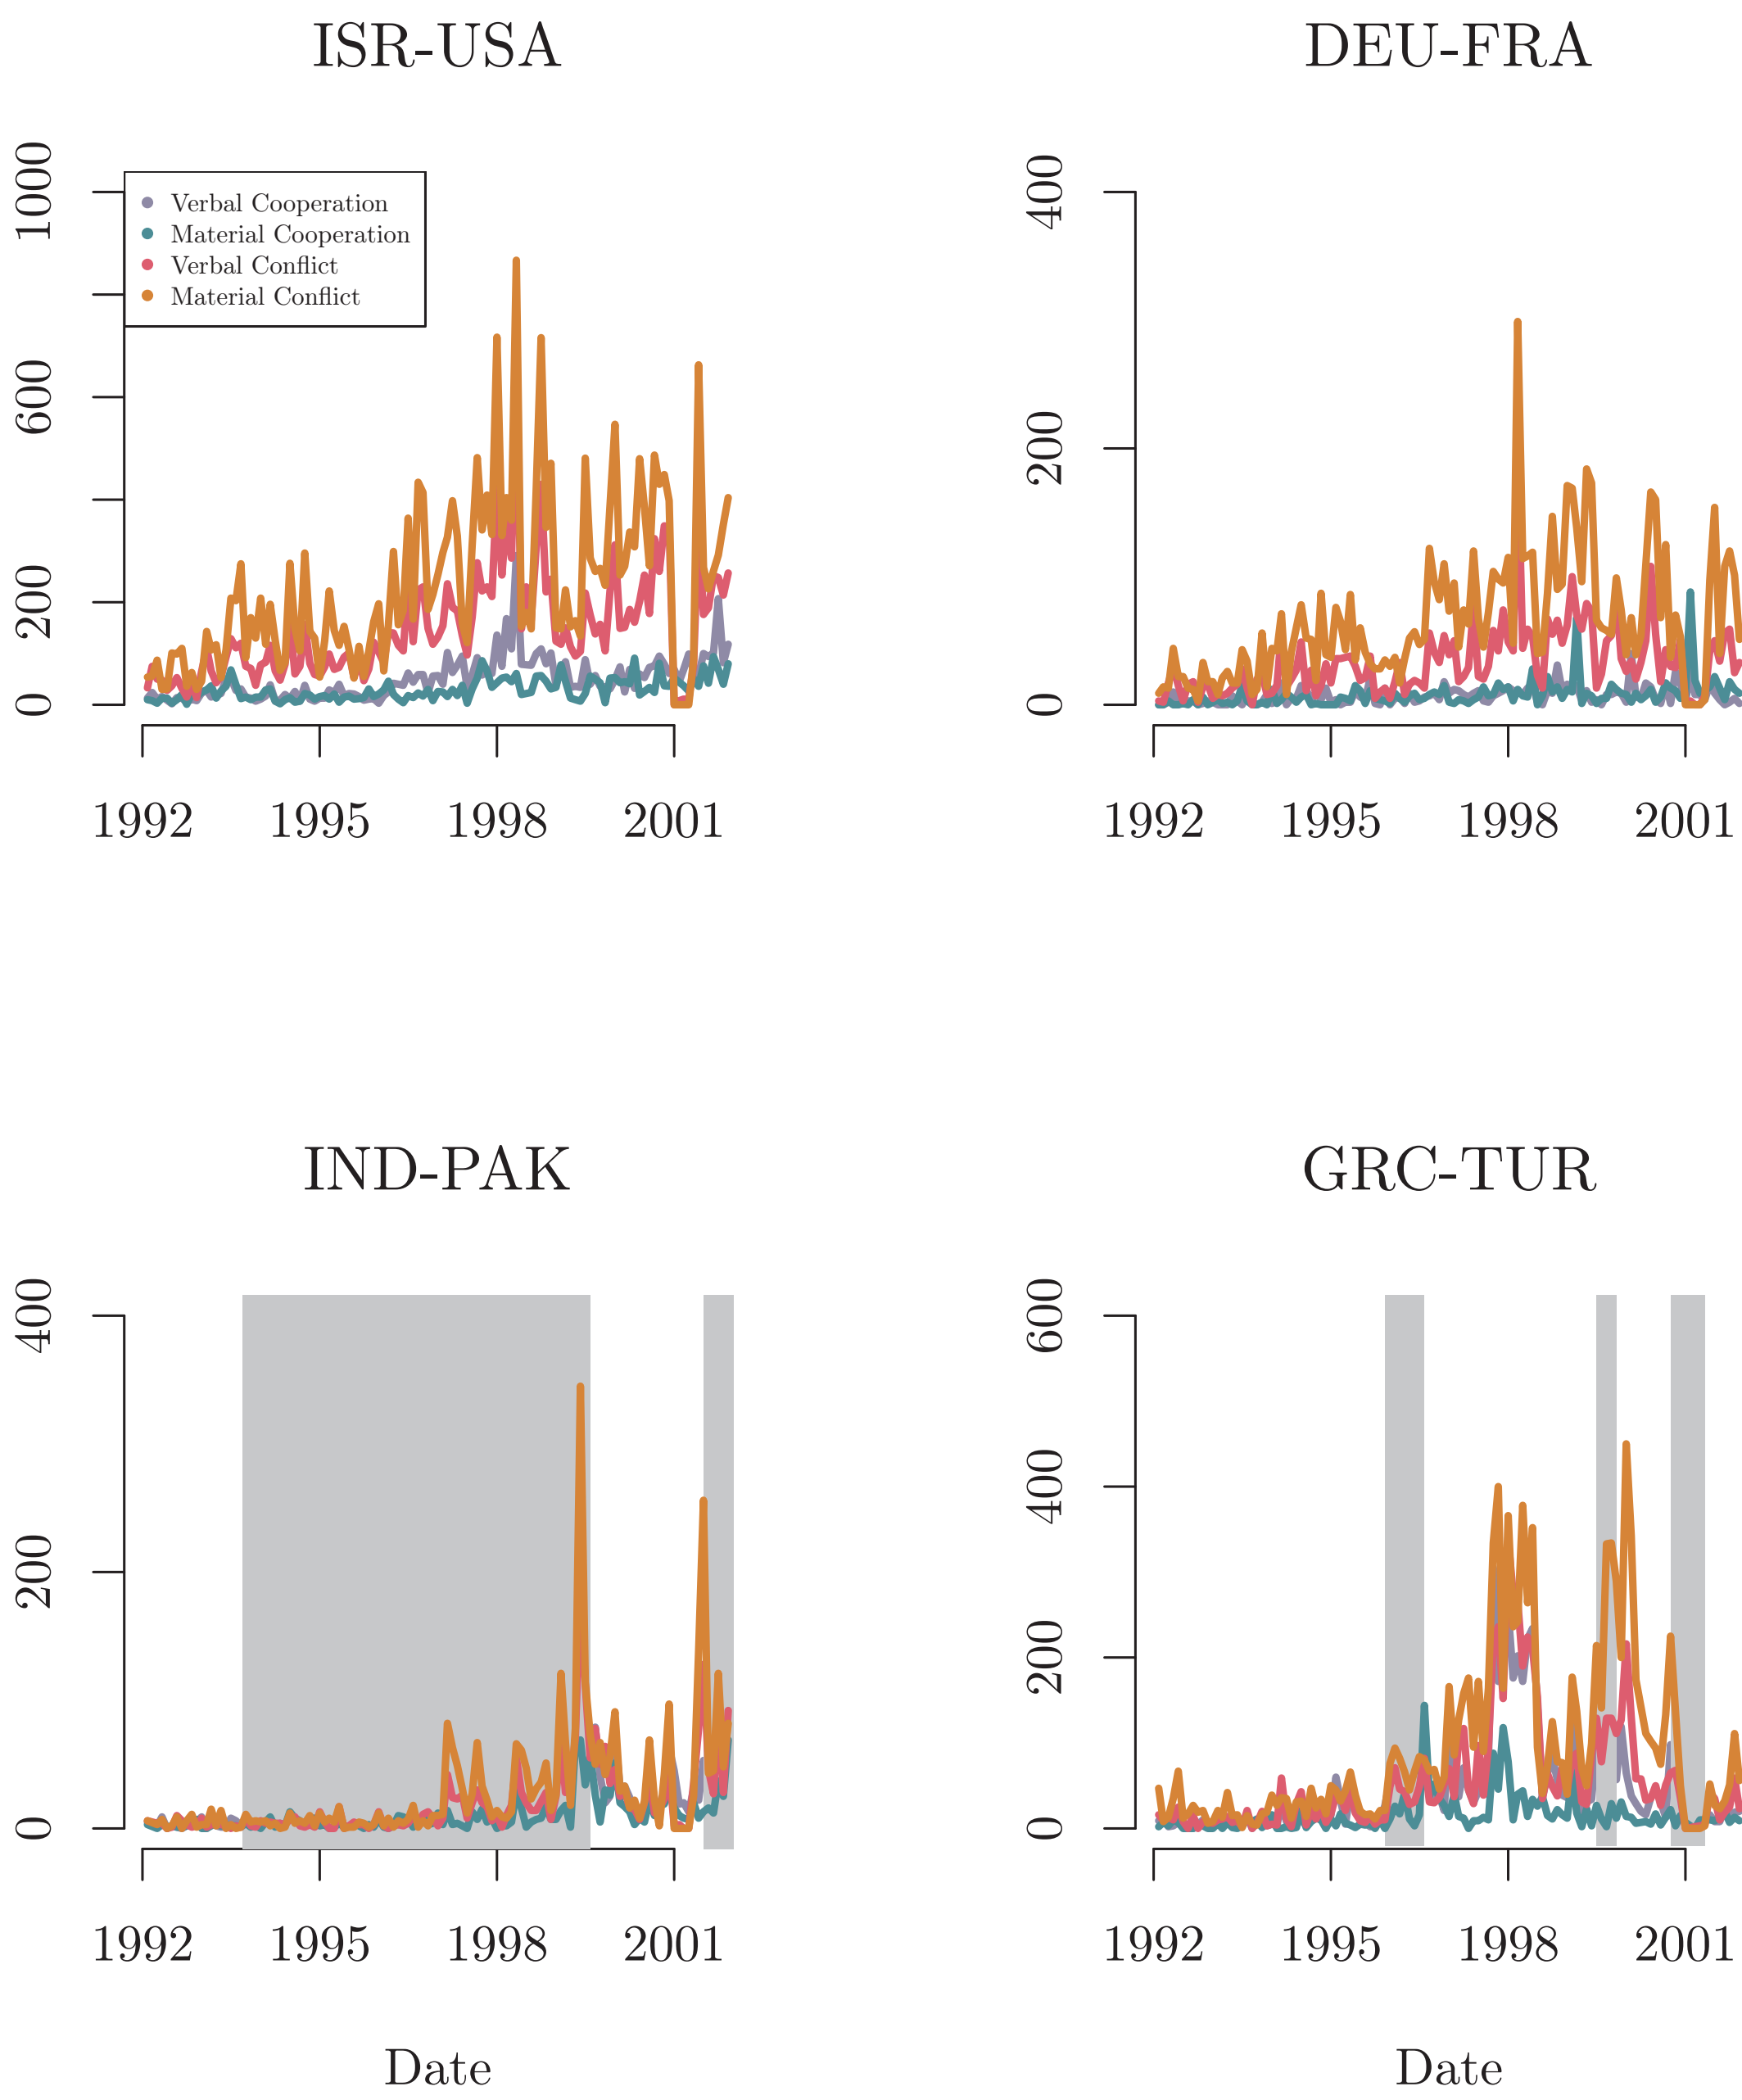 ISR-USA
1000
600
200
0
Verbal Cooperation
Material Cooperation
Verbal Conflict
Material Conflict
1992 1995 1998 2001
DEU-FRA
400
200
0
1992 1995 1998 2001
IND-PAK
400
200
0
1992 1995 1998 2001
Date
GRC-TUR
600
400
200
0
1992 1995 1998 2001
Date